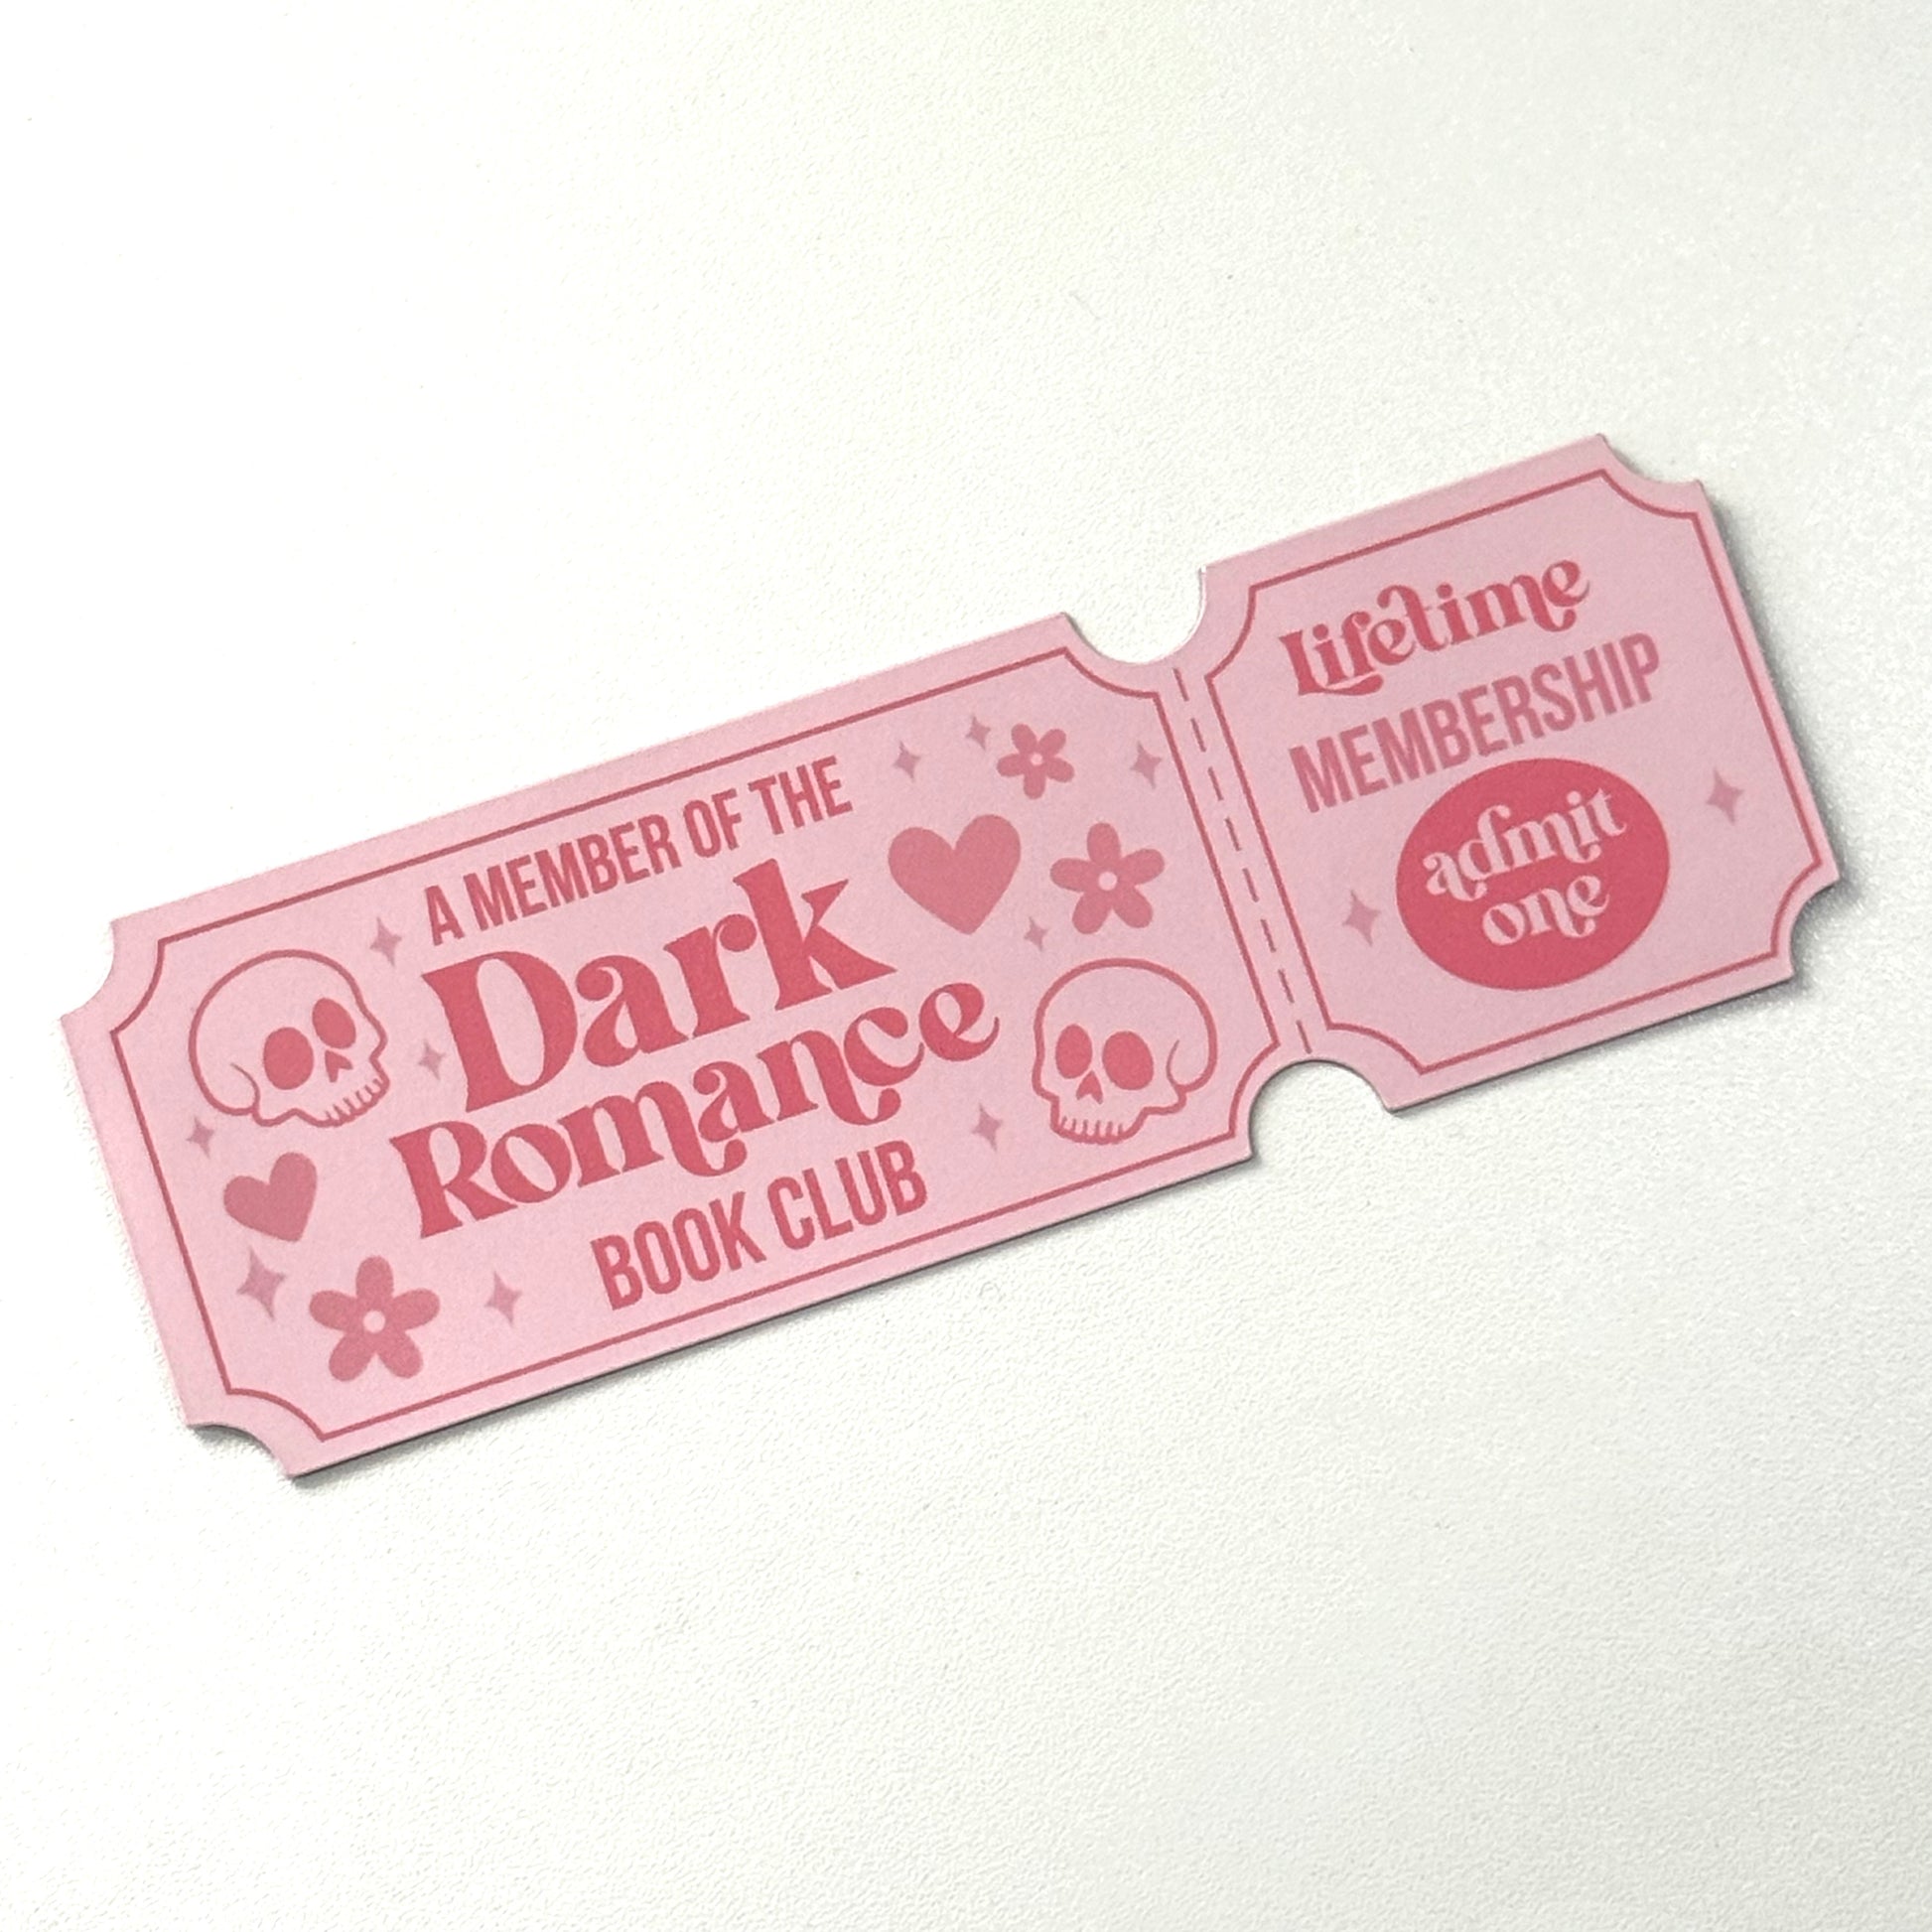 A MEMBER OF THE
Dark
Romance
BOOK CLUB
Lifetime
MEMBERSHIP
admit
one